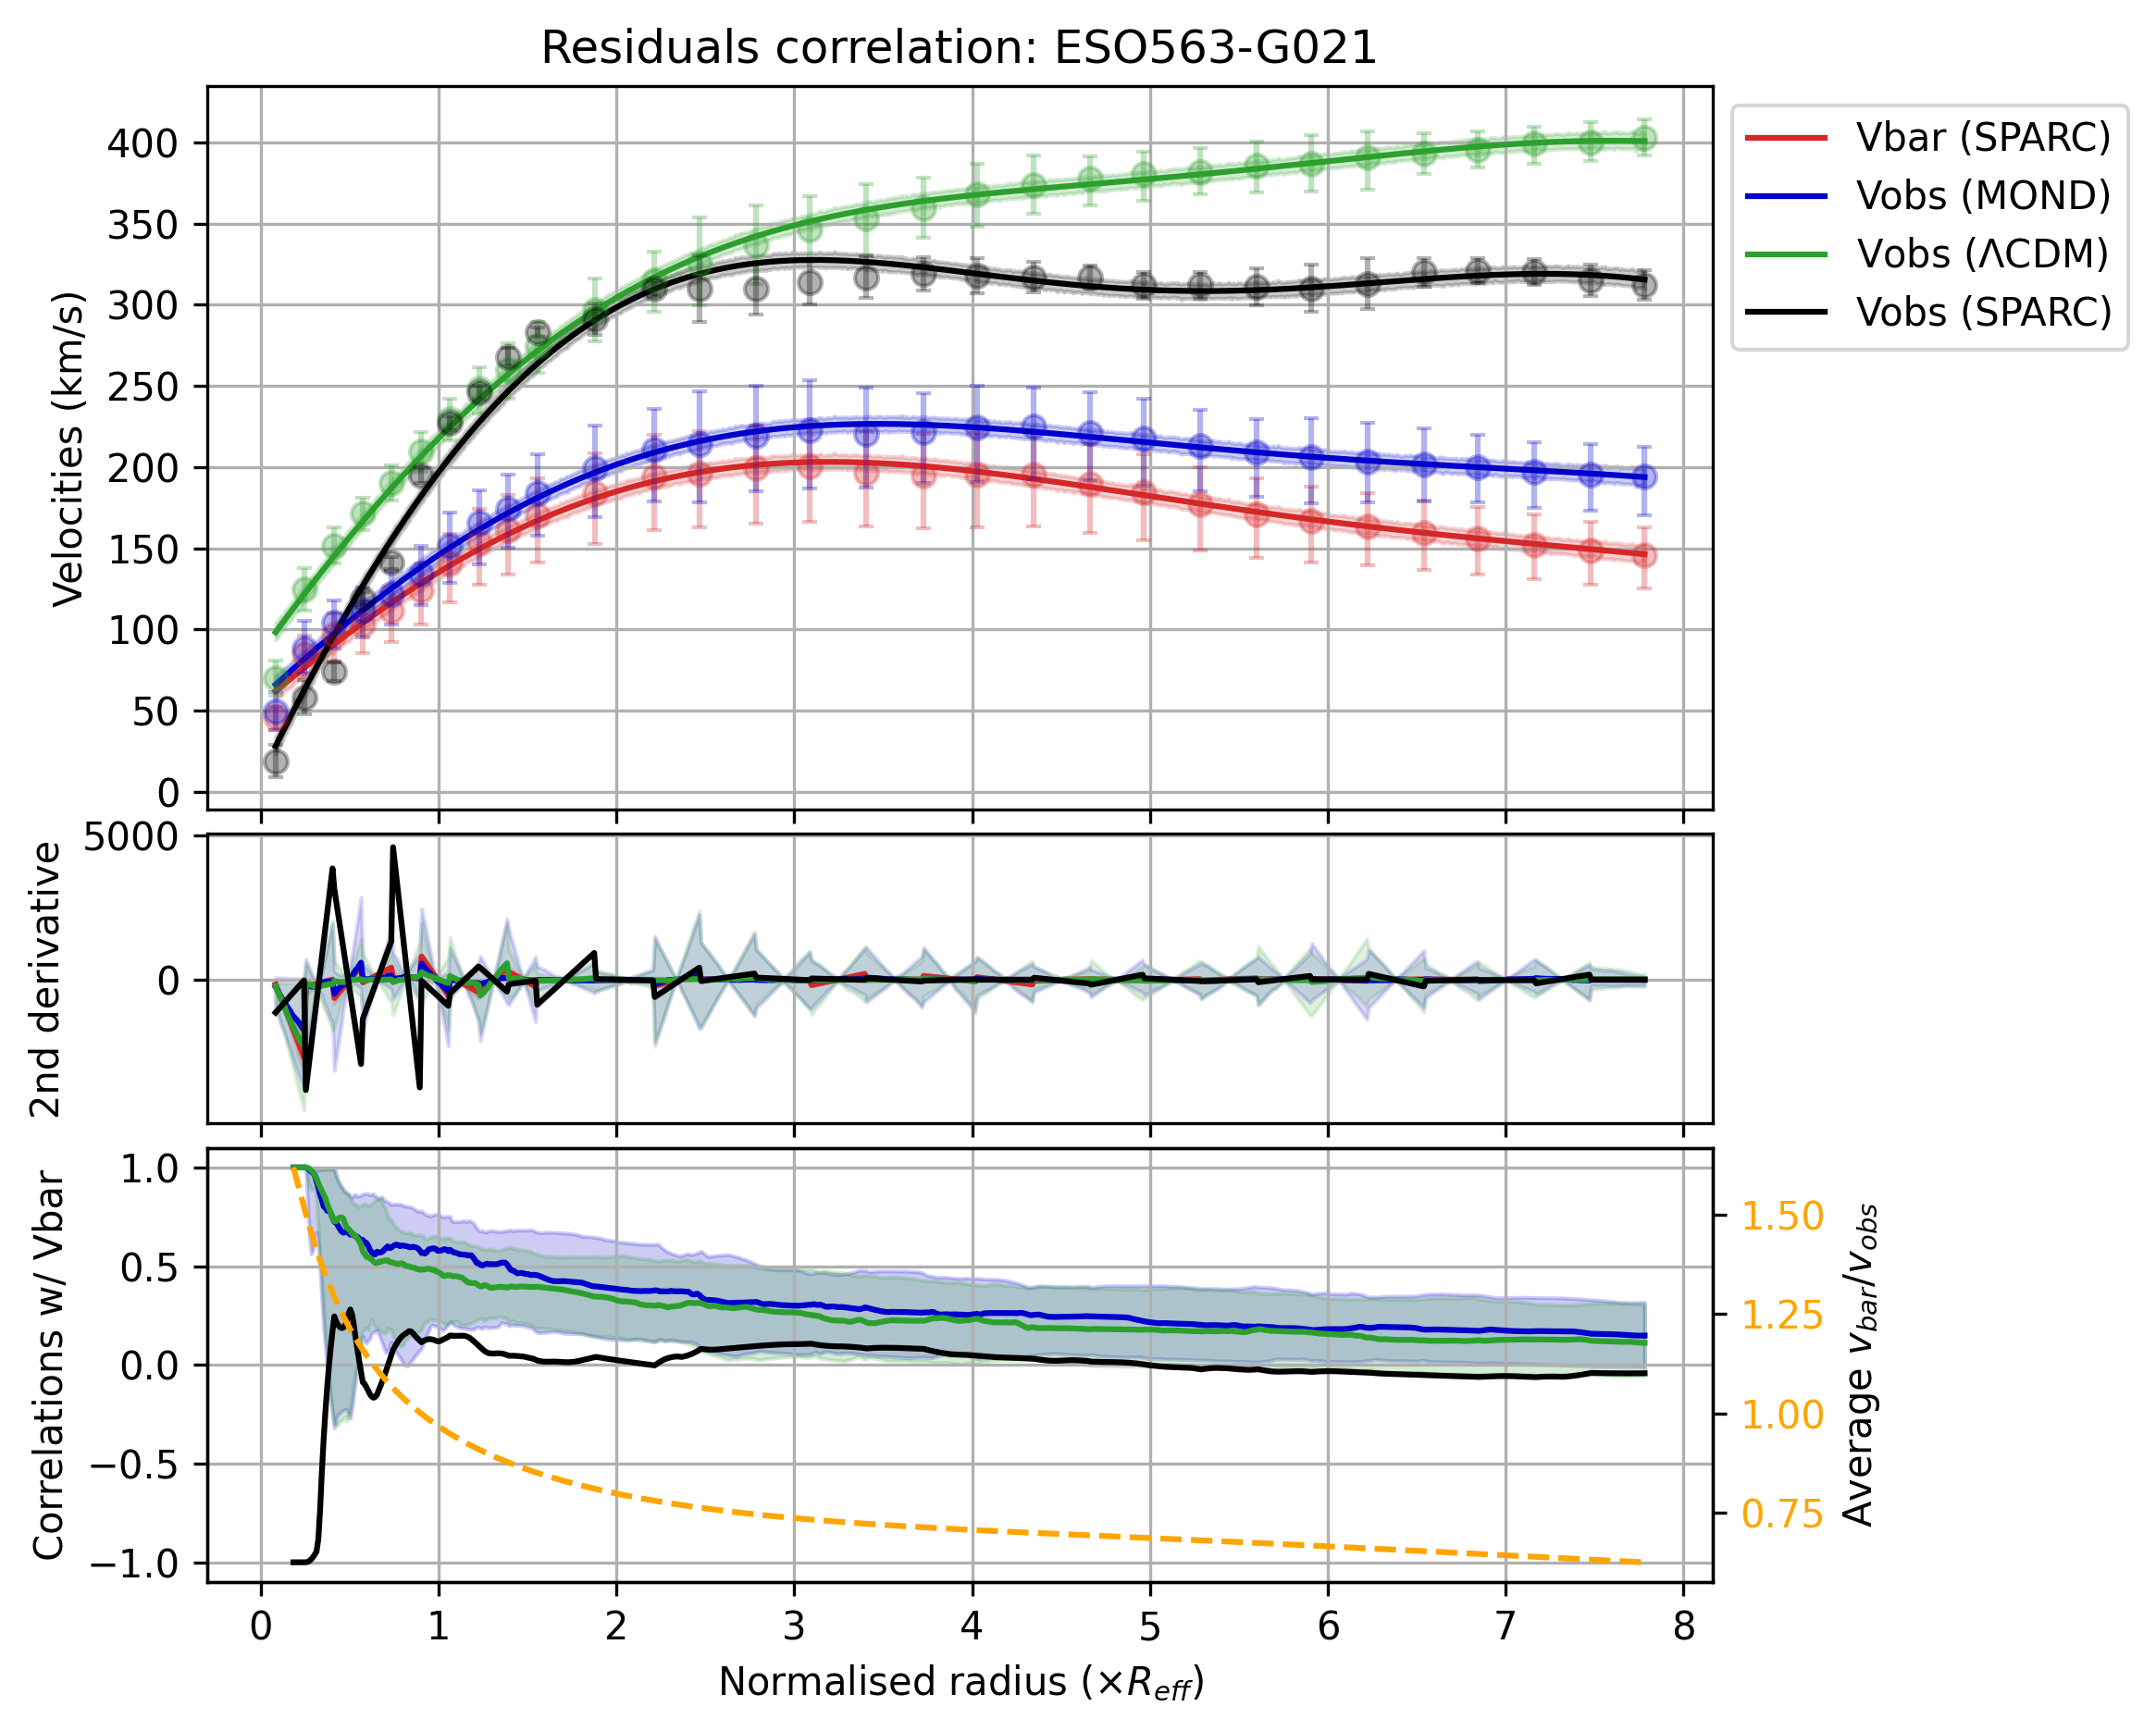 Residuals correlation: ESO563-G021
Velocities (km/s)
400
350
300
250
200
150
100
50
0
Vbar (SPARC)
Vobs (MOND)
Vobs (ΛCDM)
Vobs (SPARC)
2nd derivative
5000
0
Correlations w/ Vbar
1.0
0.5
0.0
−0.5
−1.0
1.50
1.25
1.00
0.75
Average v_bar/v_obs
0 1 2 3 4 5 6 7 8
Normalised radius (×R_eff)